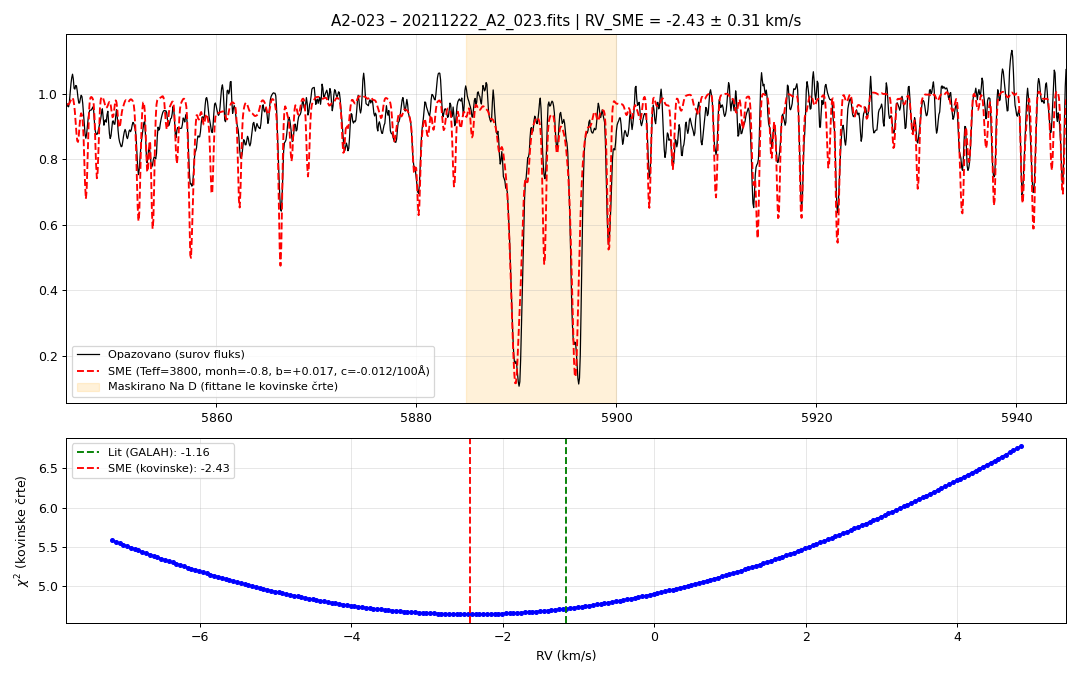 A2-023 – 20211222_A2_023.fits | RV_SME = -2.43 ± 0.31 km/s
1.0
0.8
0.6
0.4
0.2
Opazovano (surov fluks)
SME (Teff=3800, monh=-0.8, b=+0.017, c=-0.012/100Å)
Maskirano Na D (fittane le kovinske črte)
5860
5880
5900
5920
5940
Lit (GALAH): -1.16
SME (kovinske): -2.43
6.5
6.0
5.5
5.0
χ² (kovinske črte)
−6
−4
−2
0
2
4
RV (km/s)